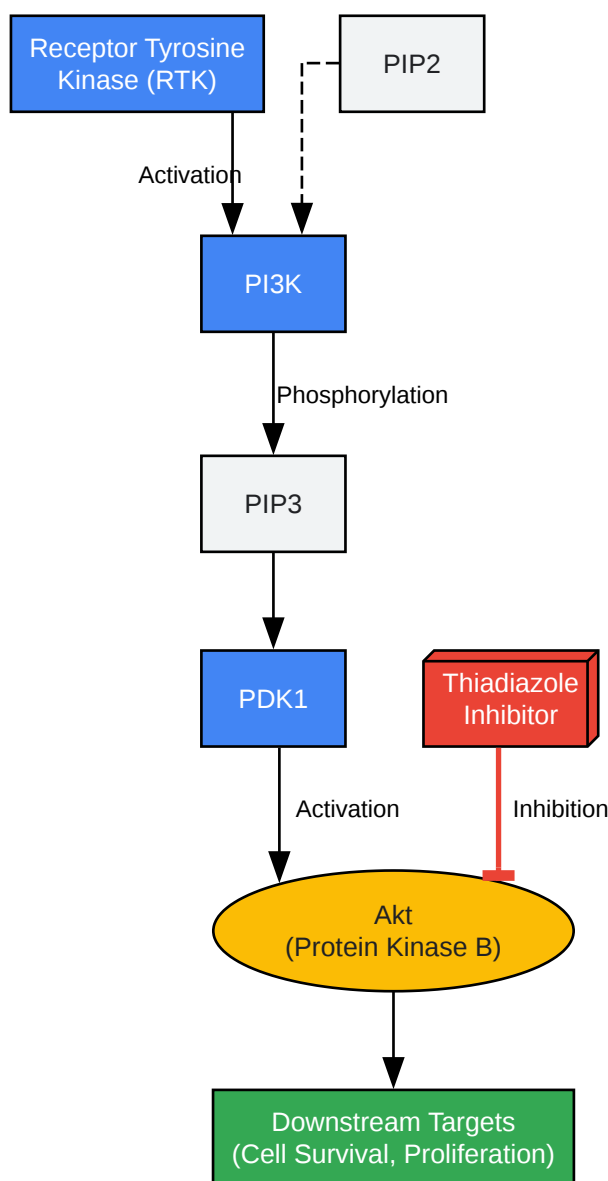 Receptor Tyrosine
Kinase (RTK)
PIP2
Activation
PI3K
Phosphorylation
PIP3
PDK1
Thiadiazole
Inhibitor
Activation
Inhibition
Akt
(Protein Kinase B)
Downstream Targets
(Cell Survival, Proliferation)